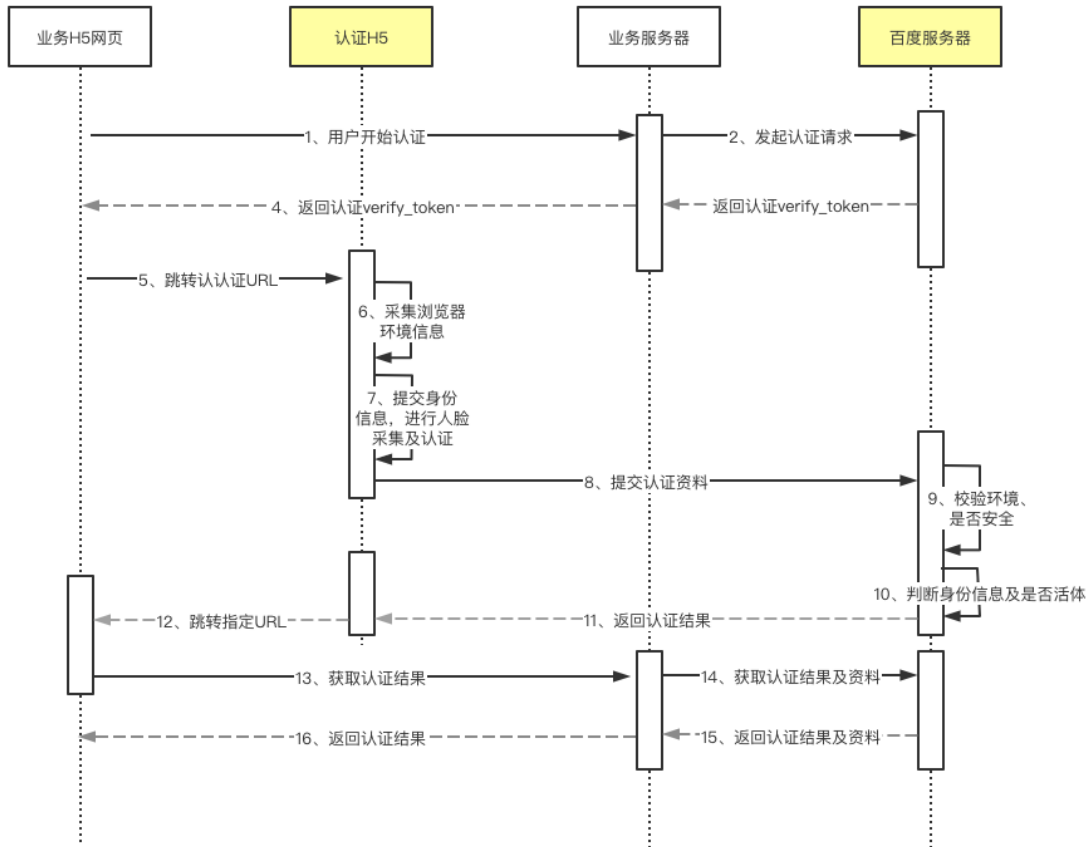 业务H5网页
认证H5
业务服务器
百度服务器
1、用户开始认证
2、发起认证请求
4、返回认证verify_token
返回认证verify_token
5、跳转认认证URL
6、采集浏览器
环境信息
7、提交身份
信息，进行人脸
采集及认证
8、提交认证资料
9、校验环境、
是否安全
10、判断身份信息及是否活体
11、返回认证结果
12、跳转指定URL
13、获取认证结果
14、获取认证结果及资料
15、返回认证结果及资料
16、返回认证结果